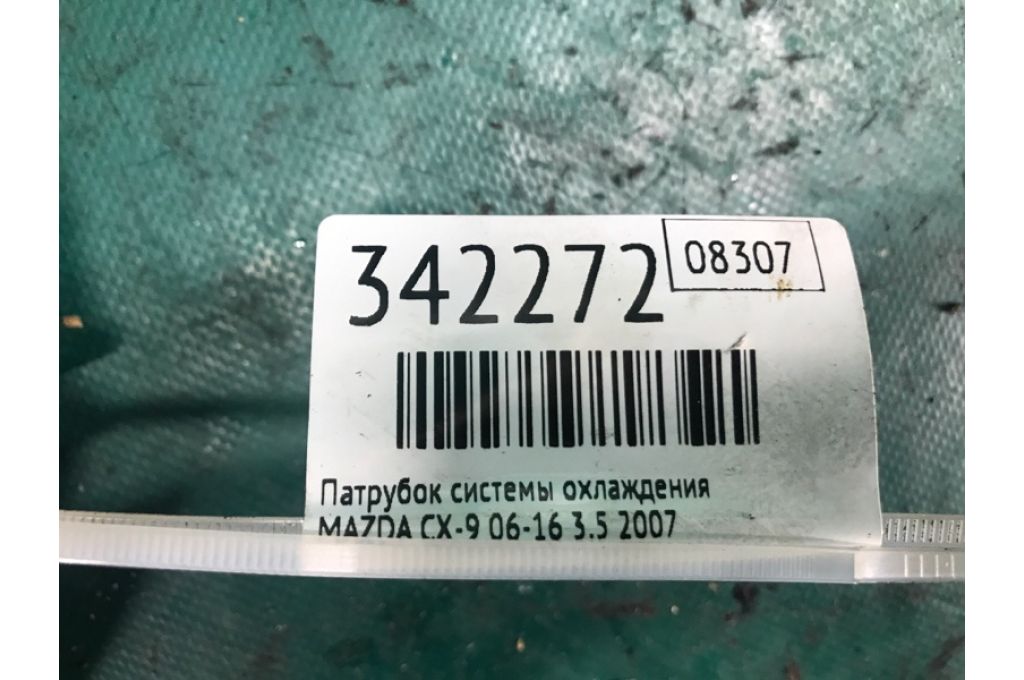 342272 08307
Патрубок системы охлаждения
MAZDA CX-9 06-16 3.5 2007